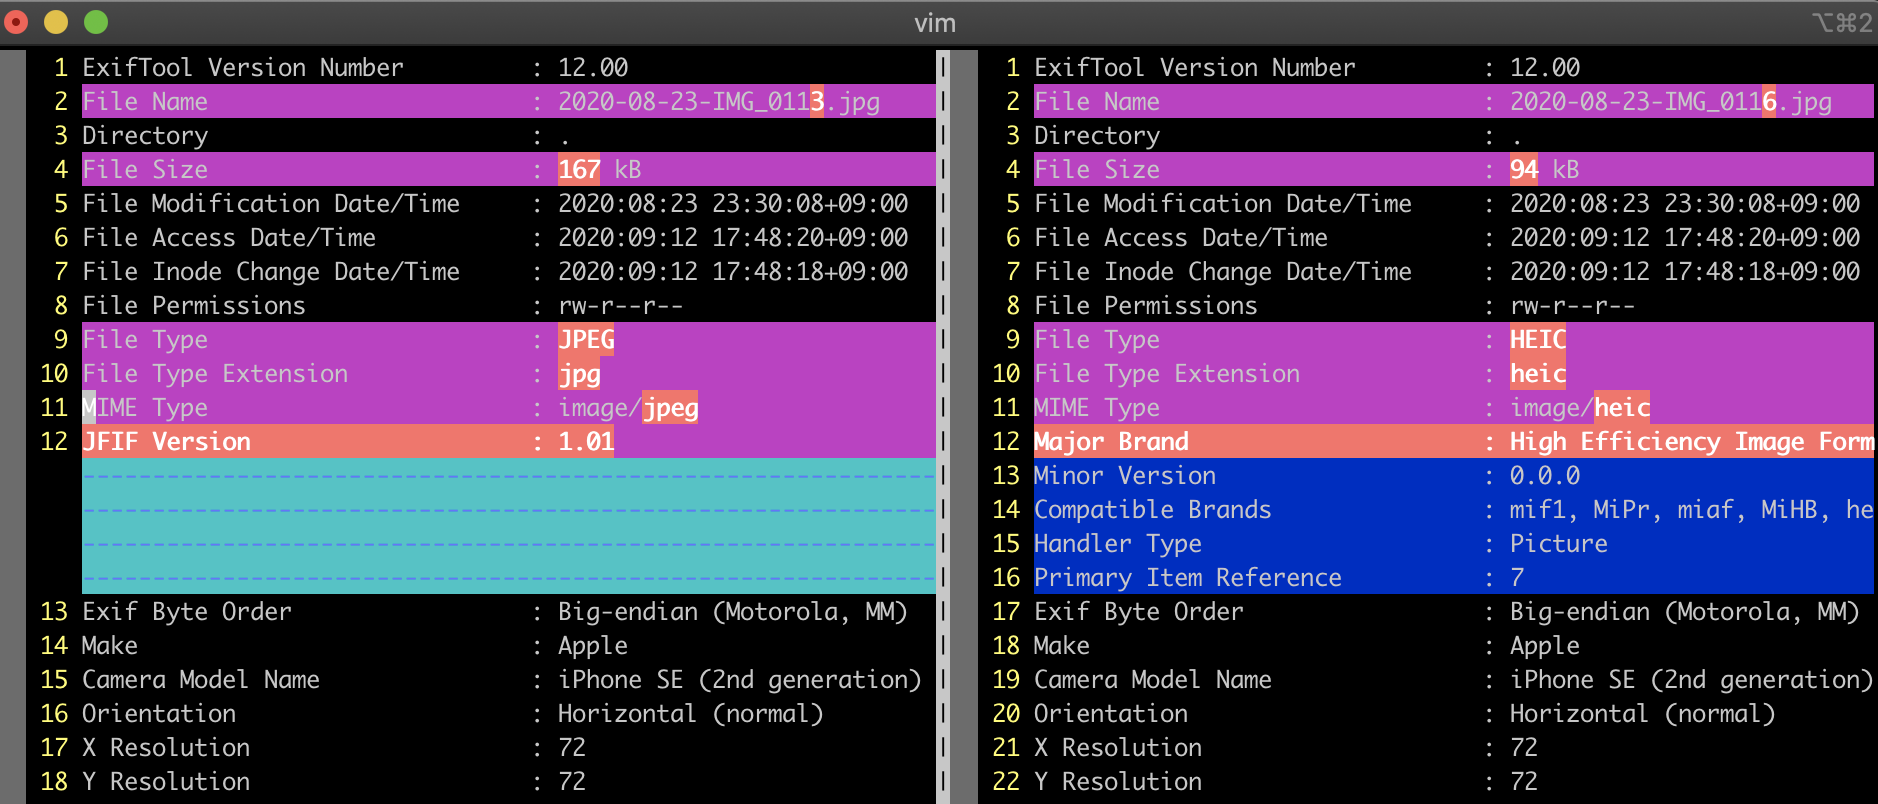 vim
⌥⌘2
1 ExifTool Version Number : 12.00
2 File Name : 2020-08-23-IMG_0113.jpg
3 Directory : .
4 File Size : 167 kB
5 File Modification Date/Time : 2020:08:23 23:30:08+09:00
6 File Access Date/Time : 2020:09:12 17:48:20+09:00
7 File Inode Change Date/Time : 2020:09:12 17:48:18+09:00
8 File Permissions : rw-r--r--
9 File Type : JPEG
10 File Type Extension : jpg
11 MIME Type : image/jpeg
12 JFIF Version : 1.01
13 Exif Byte Order : Big-endian (Motorola, MM)
14 Make : Apple
15 Camera Model Name : iPhone SE (2nd generation)
16 Orientation : Horizontal (normal)
17 X Resolution : 72
18 Y Resolution : 72
1 ExifTool Version Number : 12.00
2 File Name : 2020-08-23-IMG_0116.jpg
3 Directory : .
4 File Size : 94 kB
5 File Modification Date/Time : 2020:08:23 23:30:08+09:00
6 File Access Date/Time : 2020:09:12 17:48:20+09:00
7 File Inode Change Date/Time : 2020:09:12 17:48:18+09:00
8 File Permissions : rw-r--r--
9 File Type : HEIC
10 File Type Extension : heic
11 MIME Type : image/heic
12 Major Brand : High Efficiency Image Form
13 Minor Version : 0.0.0
14 Compatible Brands : mif1, MiPr, miaf, MiHB, he
15 Handler Type : Picture
16 Primary Item Reference : 7
17 Exif Byte Order : Big-endian (Motorola, MM)
18 Make : Apple
19 Camera Model Name : iPhone SE (2nd generation)
20 Orientation : Horizontal (normal)
21 X Resolution : 72
22 Y Resolution : 72